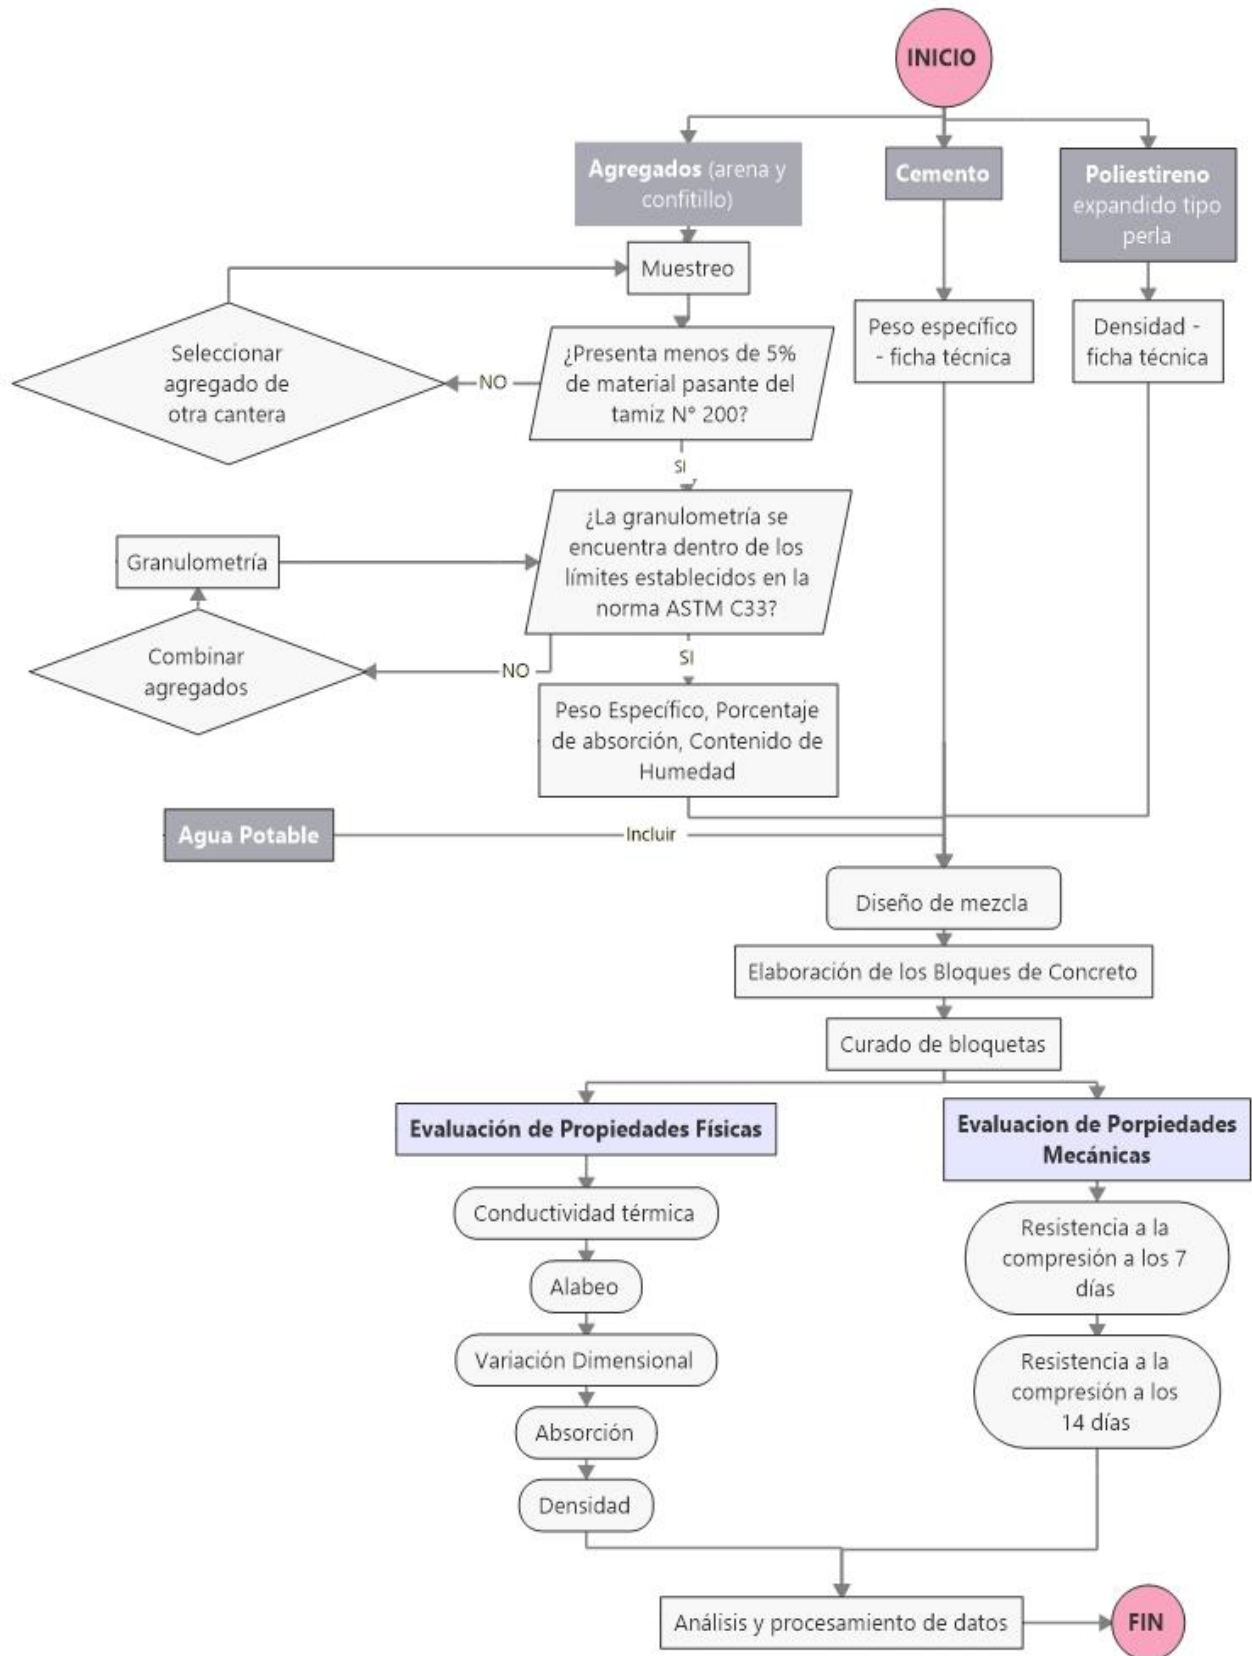 INICIO
Agregados (arena y
confitillo)
Cemento
Poliestireno
expandido tipo
perla
Muestreo
Peso específico
- ficha técnica
Densidad -
ficha técnica
Seleccionar
agregado de
otra cantera
NO
¿Presenta menos de 5%
de material pasante del
tamiz N° 200?
SI
¿La granulometría se
encuentra dentro de los
límites establecidos en la
norma ASTM C33?
Granulometría
Combinar
agregados
NO
SI
Peso Específico, Porcentaje
de absorción, Contenido de
Humedad
Agua Potable
Incluir
Diseño de mezcla
Elaboración de los Bloques de Concreto
Curado de bloquetas
Evaluación de Propiedades Físicas
Evaluacion de Porpiedades
Mecánicas
Conductividad térmica
Alabeo
Variación Dimensional
Absorción
Densidad
Resistencia a la
compresión a los 7
días
Resistencia a la
compresión a los
14 días
Análisis y procesamiento de datos
FIN